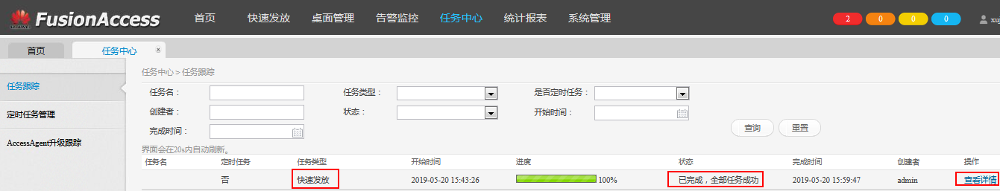 HUAWEI FusionAccess 首页 快速发放 桌面管理 告警监控 任务中心 统计报表 系统管理 2 0 0 0
首页 任务中心 ×
任务中心 > 任务跟踪
任务跟踪
定时任务管理
AccessAgent升级跟踪
任务名： 任务类型： 是否定时任务：
创建者： 状态： 开始时间：
完成时间： 查询 重置
界面会在20s内自动刷新。
任务名 定时任务 任务类型 开始时间 进度 状态 完成时间 创建者 操作
否 快速发放 2019-05-20 15:43:26 100% 已完成，全部任务成功 2019-05-20 15:59:47 admin 查看详情